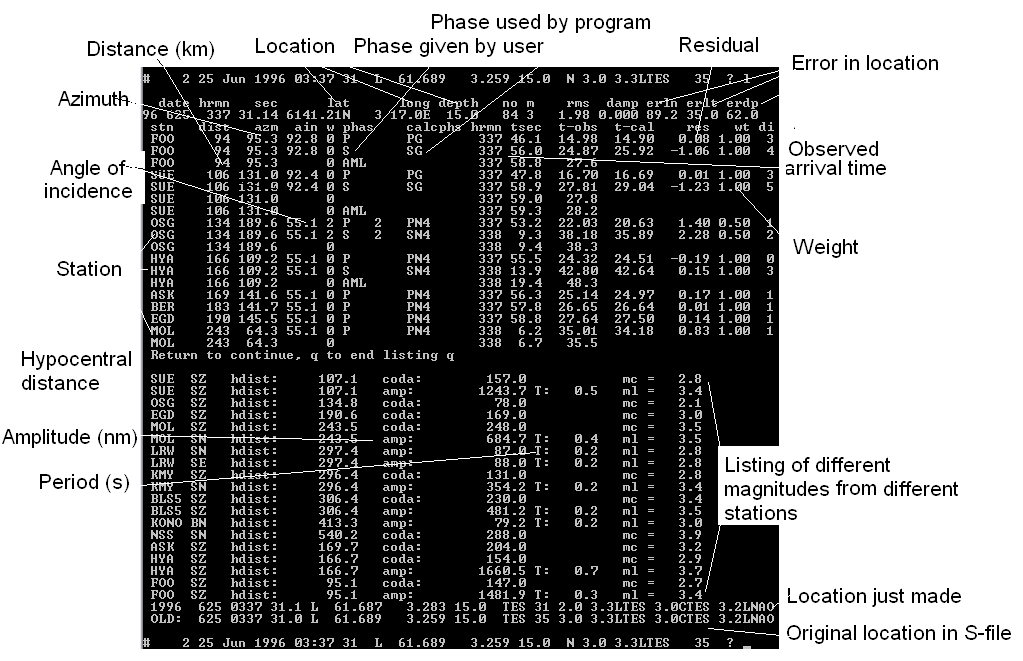 Phase used by program
Distance (km)
Location
Phase given by user
Residual
Error in location
Azimuth
Angle of incidence
Station
Hypocentral distance
Amplitude (nm)
Period (s)
Observed arrival time
Weight
Listing of different magnitudes from different stations
Location just made
Original location in S-file
# 2 25 Jun 1996 03:37 31 L 61.689 3.259 15.0 N 3.0 3.3LTES 35 ? l
date hrmn sec lat long depth no m rms damp erln erlt erdp
96 625 337 31.14 6141.21N 3 17.0E 15.0 84 3 1.98 0.000 89.2 35.0 62.0
stn dist azm ain w phas calcphs hrmn tsec t-obs t-cal res wt di
FOO 94 95.3 92.8 0 P PG 337 46.1 14.98 14.90 0.08 1.00 3
FOO 94 95.3 92.8 0 S SG 337 56.0 24.87 25.92 -1.06 1.00 4
FOO 94 95.3 0 AML 337 58.8 27.6
SUE 106 131.0 92.4 0 P PG 337 47.8 16.70 16.69 0.01 1.00 3
SUE 106 131.0 92.4 0 S SG 337 58.9 27.81 29.04 -1.23 1.00 5
SUE 106 131.0 0 337 59.0 27.8
SUE 106 131.0 0 AML 337 59.3 28.2
OSG 134 189.6 55.1 2 P 2 PN4 337 53.2 22.03 20.63 1.40 0.50 1
OSG 134 189.6 55.1 2 S 2 SN4 338 9.3 38.18 35.89 2.28 0.50 2
OSG 134 189.6 0 338 9.4 38.3
HYA 166 109.2 55.1 0 P PN4 337 55.5 24.32 24.51 -0.19 1.00 0
HYA 166 109.2 55.1 0 S SN4 338 13.9 42.80 42.64 0.15 1.00 3
HYA 166 109.2 0 AML 338 19.4 48.3
ASK 169 141.6 55.1 0 P PN4 337 56.3 25.14 24.97 0.17 1.00 1
BER 183 141.7 55.1 0 P PN4 337 57.8 26.65 26.64 0.01 1.00 1
EGD 190 145.5 55.1 0 P PN4 337 58.8 27.64 27.50 0.14 1.00 1
MOL 243 64.3 55.1 0 P PN4 338 6.2 35.01 34.18 0.83 1.00 1
MOL 243 64.3 0 338 6.7 35.5
Return to continue, q to end listing q
SUE SZ hdist: 107.1 coda: 157.0 mc = 2.8
SUE SZ hdist: 107.1 amp: 1243.7 T: 0.5 ml = 3.4
OSG SZ hdist: 134.8 coda: 78.0 mc = 2.1
EGD SZ hdist: 190.6 coda: 169.0 mc = 3.0
MOL SZ hdist: 243.5 coda: 248.0 mc = 3.5
MOL SN hdist: 243.5 amp: 684.7 T: 0.4 ml = 3.5
LRW SN hdist: 297.4 amp: 87.0 T: 0.2 ml = 2.8
LRW SE hdist: 297.4 amp: 88.0 T: 0.2 ml = 2.8
KMY SZ hdist: 296.4 coda: 131.0 mc = 2.8
KMY SN hdist: 296.4 amp: 354.2 T: 0.2 ml = 3.4
BLS5 SZ hdist: 306.4 coda: 230.0 mc = 3.4
BLS5 SZ hdist: 306.4 amp: 481.2 T: 0.2 ml = 3.5
KONO BN hdist: 413.3 amp: 79.2 T: 0.2 ml = 3.0
NSS SN hdist: 540.2 coda: 288.0 mc = 3.9
ASK SZ hdist: 169.7 coda: 204.0 mc = 3.2
HYA SZ hdist: 166.7 coda: 154.0 mc = 2.9
HYA SZ hdist: 166.7 amp: 1660.5 T: 0.7 ml = 3.7
FOO SZ hdist: 95.1 coda: 147.0 mc = 2.7
FOO SZ hdist: 95.1 amp: 1481.9 T: 0.3 ml = 3.4
1996 625 0337 31.1 L 61.687 3.283 15.0 TES 31 2.0 3.3LTES 3.0CTES 3.2LNAO
OLD: 625 0337 31.0 L 61.689 3.259 15.0 TES 35 3.0 3.3LTES 3.0CTES 3.2LNAO
# 2 25 Jun 1996 03:37 31 L 61.689 3.259 15.0 N 3.0 3.3LTES 35 ?